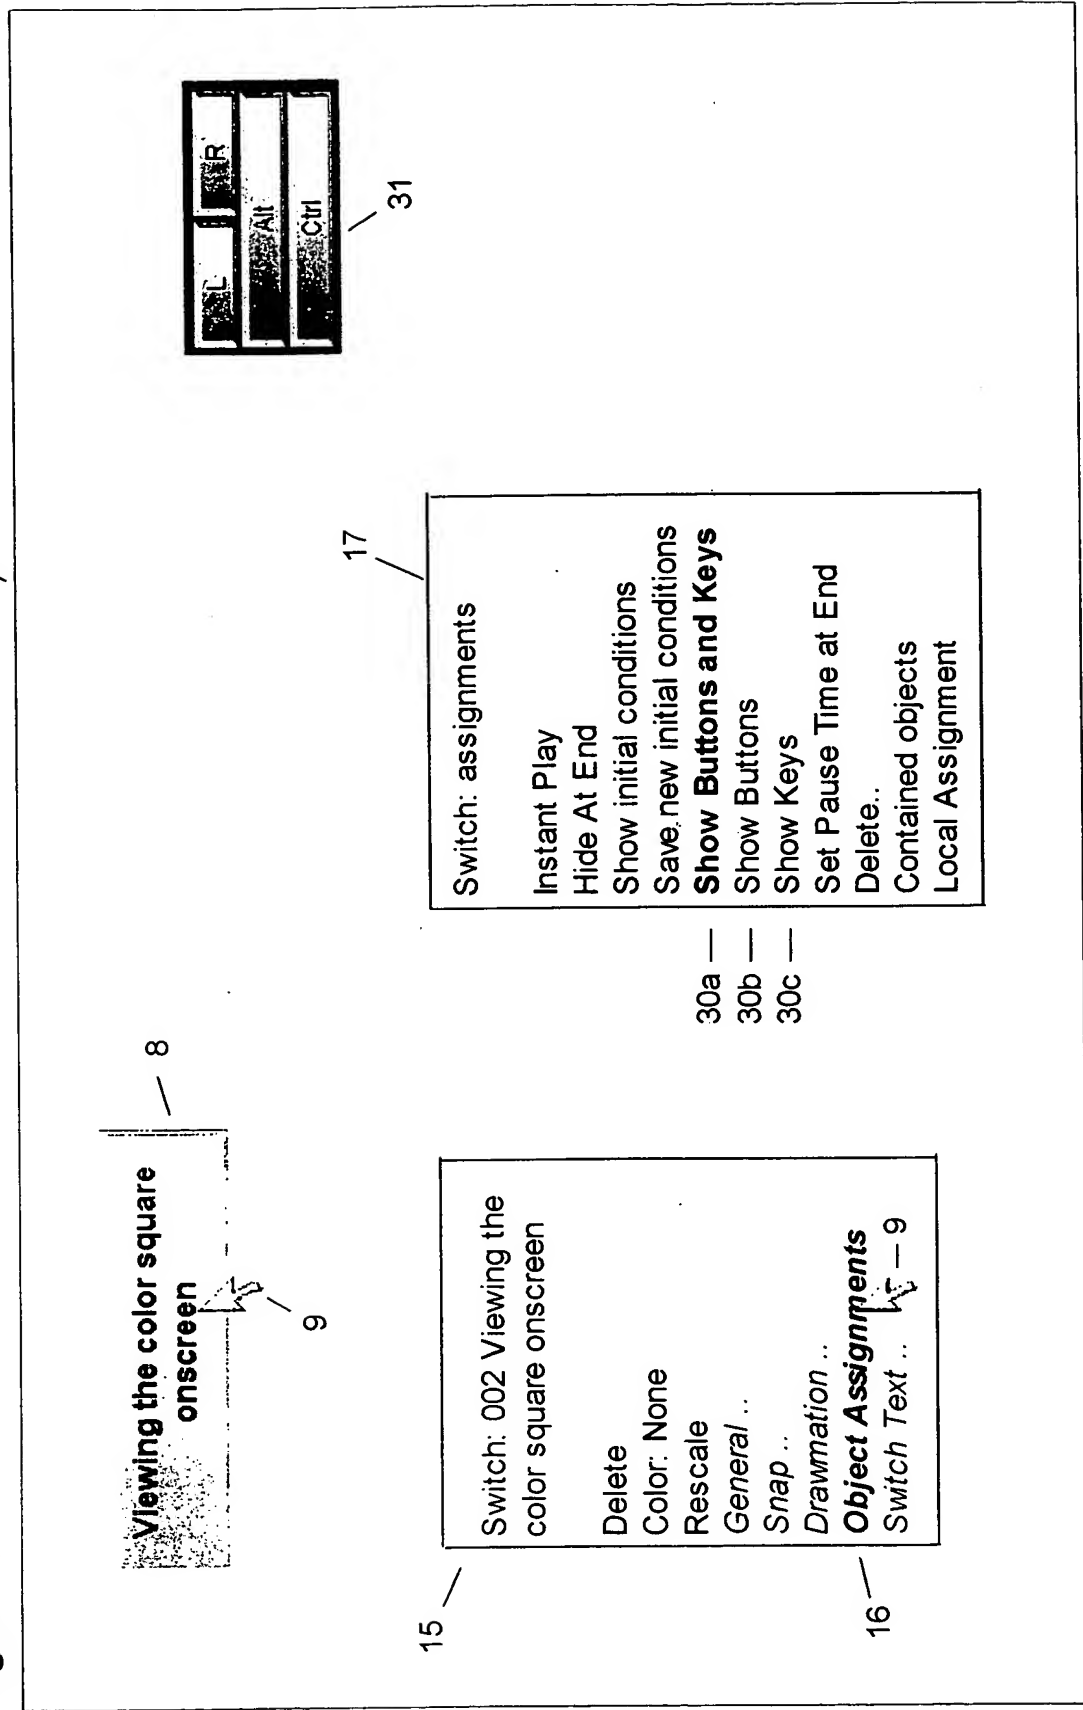 Viewing the color square
onscreen
8
9
15
Switch: 002 Viewing the
color square onscreen
Delete
Color: None
Rescale
General ..
Snap ..
Drawmation ..
Object Assignments
Switch Text ..
9
16
17
Switch: assignments
Instant Play
Hide At End
Show initial conditions
Save new initial conditions
30a Show Buttons and Keys
30b Show Buttons
30c Show Keys
Set Pause Time at End
Delete..
Contained objects
Local Assignment
L R
Alt
Ctrl
31